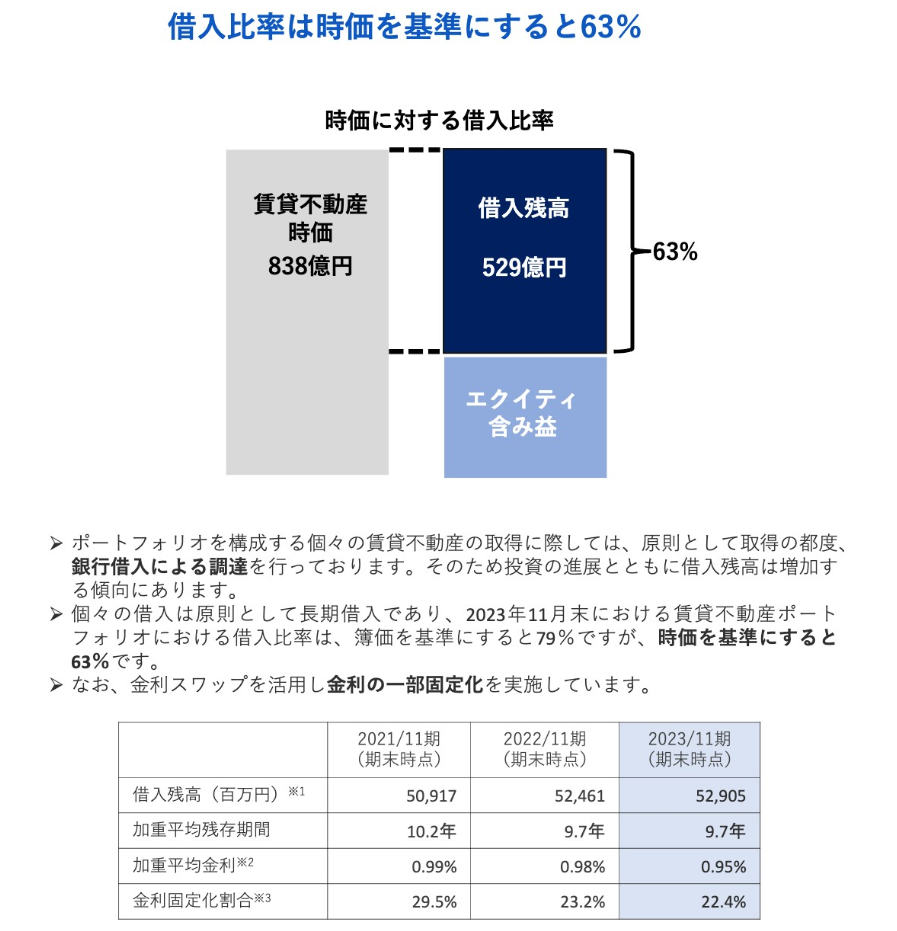 借入比率は時価を基準にすると63%
時価に対する借入比率
賃貸不動産
時価
838億円
借入残高
529億円
63%
エクイティ
含み益
➢ ポートフォリオを構成する個々の賃貸不動産の取得に際しては、原則として取得の都度、
銀行借入による調達を行っております。そのため投資の進展とともに借入残高は増加す
る傾向にあります。
➢ 個々の借入は原則として長期借入であり、2023年11月末における賃貸不動産ポート
フォリオにおける借入比率は、簿価を基準にすると79%ですが、時価を基準にすると
63%です。
➢ なお、金利スワップを活用し金利の一部固定化を実施しています。
2021/11期 2022/11期 2023/11期
（期末時点） （期末時点） （期末時点）
借入残高（百万円）※1 50,917 52,461 52,905
加重平均残存期間 10.2年 9.7年 9.7年
加重平均金利※2 0.99% 0.98% 0.95%
金利固定化割合※3 29.5% 23.2% 22.4%